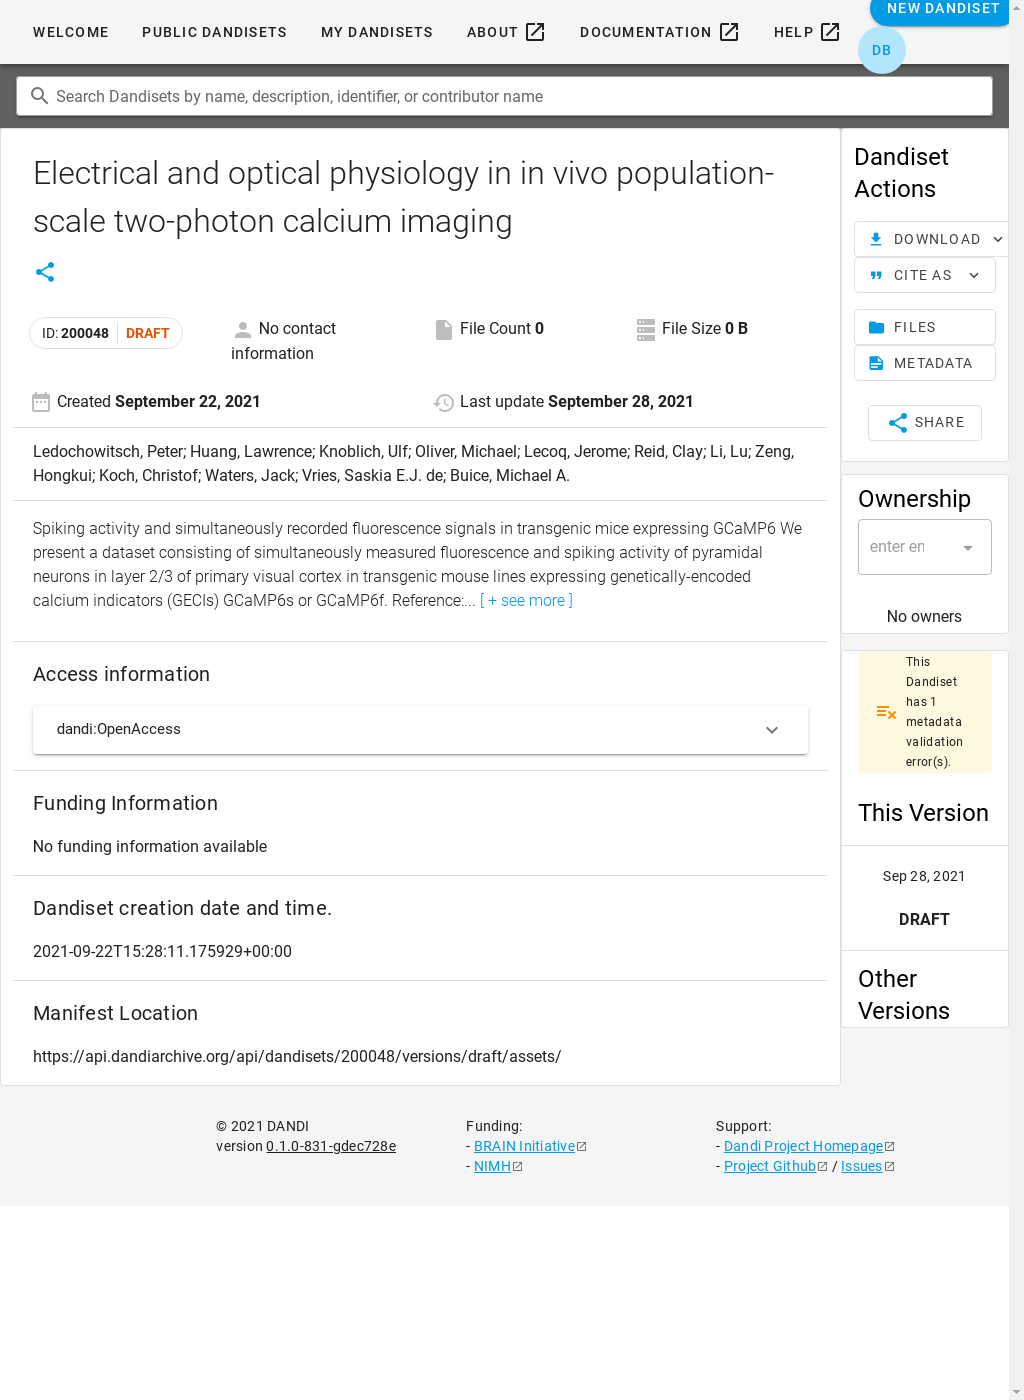 WELCOME PUBLIC DANDISETS MY DANDISETS ABOUT DOCUMENTATION HELP NEW DANDISET
DB
Search Dandisets by name, description, identifier, or contributor name
Electrical and optical physiology in in vivo population-
scale two-photon calcium imaging
ID: 200048 DRAFT
No contact
information
File Count 0
File Size 0 B
Created September 22, 2021
Last update September 28, 2021
Ledochowitsch, Peter; Huang, Lawrence; Knoblich, Ulf; Oliver, Michael; Lecoq, Jerome; Reid, Clay; Li, Lu; Zeng,
Hongkui; Koch, Christof; Waters, Jack; Vries, Saskia E.J. de; Buice, Michael A.
Spiking activity and simultaneously recorded fluorescence signals in transgenic mice expressing GCaMP6 We
present a dataset consisting of simultaneously measured fluorescence and spiking activity of pyramidal
neurons in layer 2/3 of primary visual cortex in transgenic mouse lines expressing genetically-encoded
calcium indicators (GECIs) GCaMP6s or GCaMP6f. Reference:... [ + see more ]
Access information
dandi:OpenAccess
Funding Information
No funding information available
Dandiset creation date and time.
2021-09-22T15:28:11.175929+00:00
Manifest Location
https://api.dandiarchive.org/api/dandisets/200048/versions/draft/assets/
Dandiset
Actions
DOWNLOAD
CITE AS
FILES
METADATA
SHARE
Ownership
enter en
No owners
This
Dandiset
has 1
metadata
validation
error(s).
This Version
Sep 28, 2021
DRAFT
Other
Versions
© 2021 DANDI
version 0.1.0-831-gdec728e
Funding:
- BRAIN Initiative
- NIMH
Support:
- Dandi Project Homepage
- Project Github / Issues